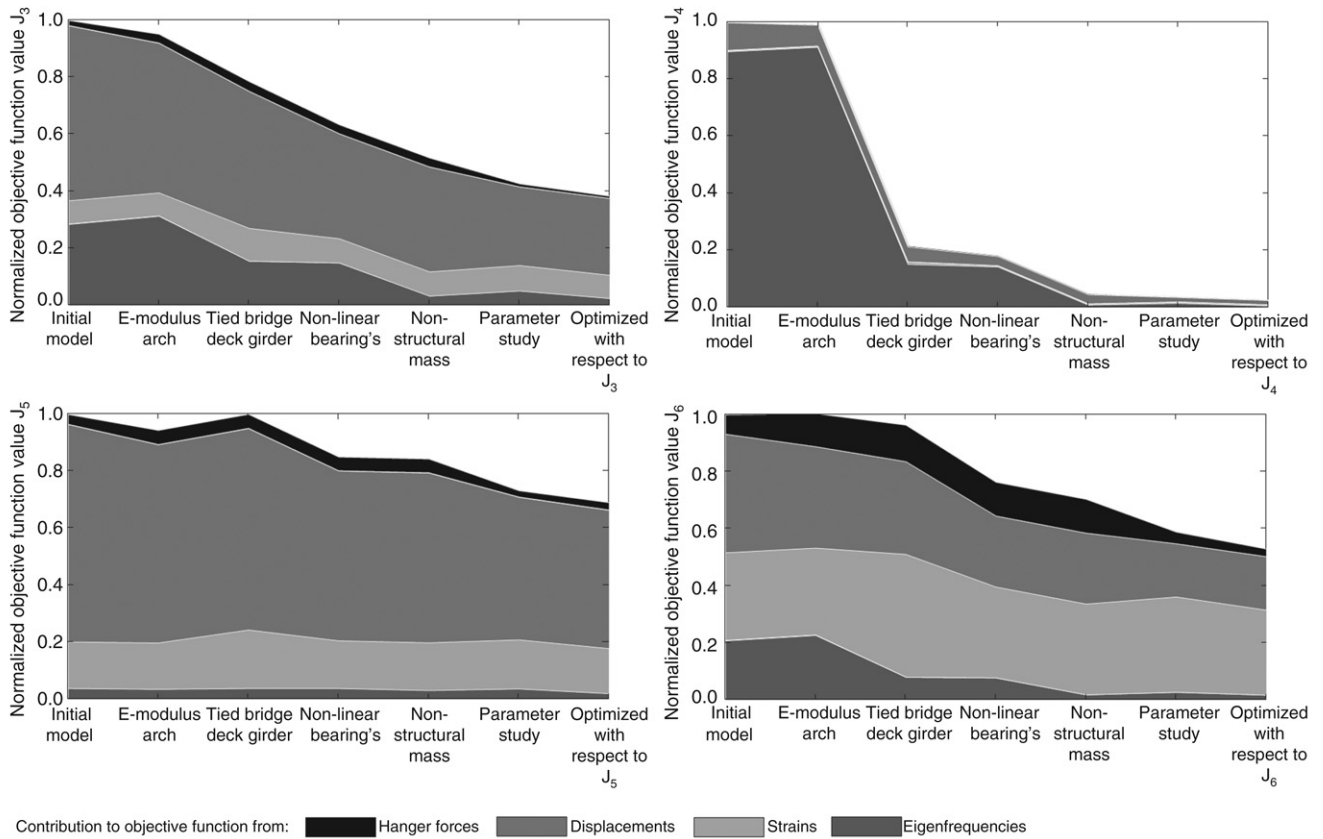 Normalized objective function value J3
1.0
0.8
0.6
0.4
0.2
0.0
Initial model
E-modulus arch
Tied bridge deck girder
Non-linear bearing's
Non-structural mass
Parameter study
Optimized with respect to J3
Normalized objective function value J4
1.0
0.8
0.6
0.4
0.2
0.0
Initial model
E-modulus arch
Tied bridge deck girder
Non-linear bearing's
Non-structural mass
Parameter study
Optimized with respect to J4
Normalized objective function value J5
1.0
0.8
0.6
0.4
0.2
0.0
Initial model
E-modulus arch
Tied bridge deck girder
Non-linear bearing's
Non-structural mass
Parameter study
Optimized with respect to J5
Normalized objective function value J6
1.0
0.8
0.6
0.4
0.2
0.0
Initial model
E-modulus arch
Tied bridge deck girder
Non-linear bearing's
Non-structural mass
Parameter study
Optimized with respect to J6
Contribution to objective function from: Hanger forces Displacements Strains Eigenfrequencies